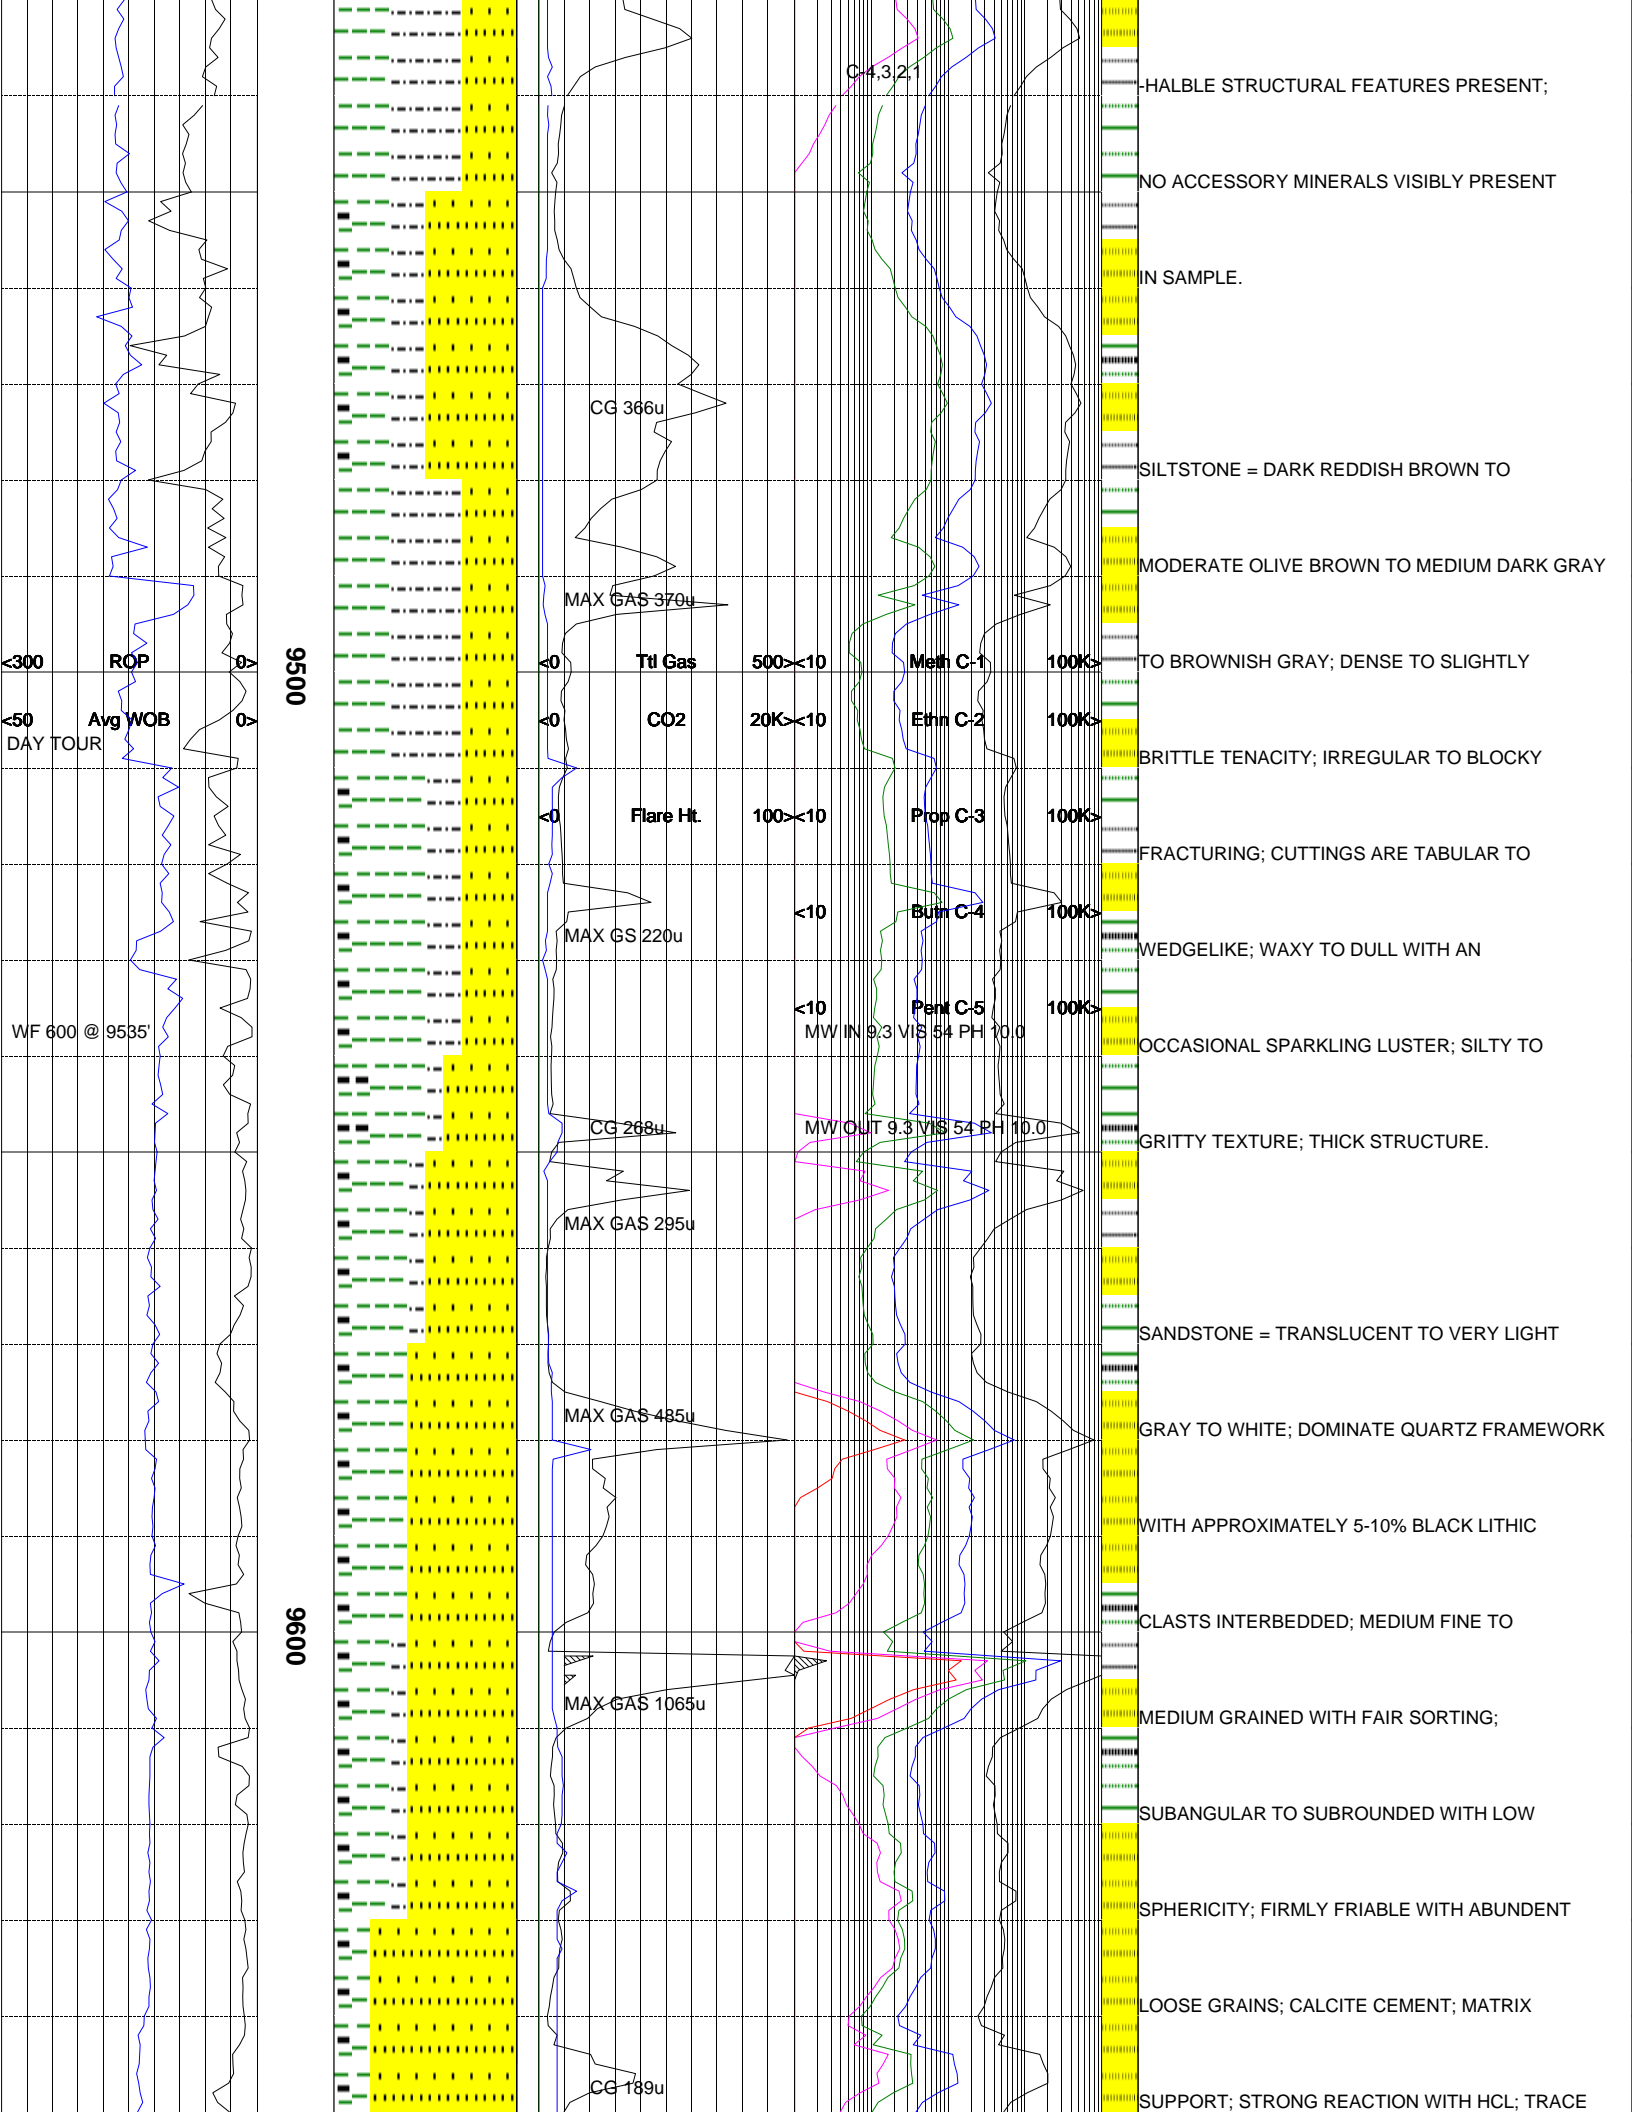 C-4,3,2,1
-HALBLE STRUCTURAL FEATURES PRESENT;
NO ACCESSORY MINERALS VISIBLY PRESENT
IN SAMPLE.
CG 366u
SILTSTONE = DARK REDDISH BROWN TO
MODERATE OLIVE BROWN TO MEDIUM DARK GRAY
MAX GAS 370u
<300 ROP 0>
9500
<0 Ttl Gas 500>
<10 Meth C-1 100K>
TO BROWNISH GRAY; DENSE TO SLIGHTLY
<50 Avg WOB 0>
<0 CO2 20K>
<10 Ethn C-2 100K>
DAY TOUR
BRITTLE TENACITY; IRREGULAR TO BLOCKY
<0 Flare Ht. 100>
<10 Prop C-3 100K>
FRACTURING; CUTTINGS ARE TABULAR TO
<10 Butn C-4 100K>
MAX GS 220u
WEDGELIKE; WAXY TO DULL WITH AN
<10 Pent C-5 100K>
WF 600 @ 9535'
MW IN 9.3 VIS 54 PH 10.0
OCCASIONAL SPARKLING LUSTER; SILTY TO
CG 268u
MW OUT 9.3 VIS 54 PH 10.0
GRITTY TEXTURE; THICK STRUCTURE.
MAX GAS 295u
SANDSTONE = TRANSLUCENT TO VERY LIGHT
MAX GAS 485u
GRAY TO WHITE; DOMINATE QUARTZ FRAMEWORK
WITH APPROXIMATELY 5-10% BLACK LITHIC
9600
CLASTS INTERBEDDED; MEDIUM FINE TO
MAX GAS 1065u
MEDIUM GRAINED WITH FAIR SORTING;
SUBANGULAR TO SUBROUNDED WITH LOW
SPHERICITY; FIRMLY FRIABLE WITH ABUNDENT
LOOSE GRAINS; CALCITE CEMENT; MATRIX
CG 189u
SUPPORT; STRONG REACTION WITH HCL; TRACE